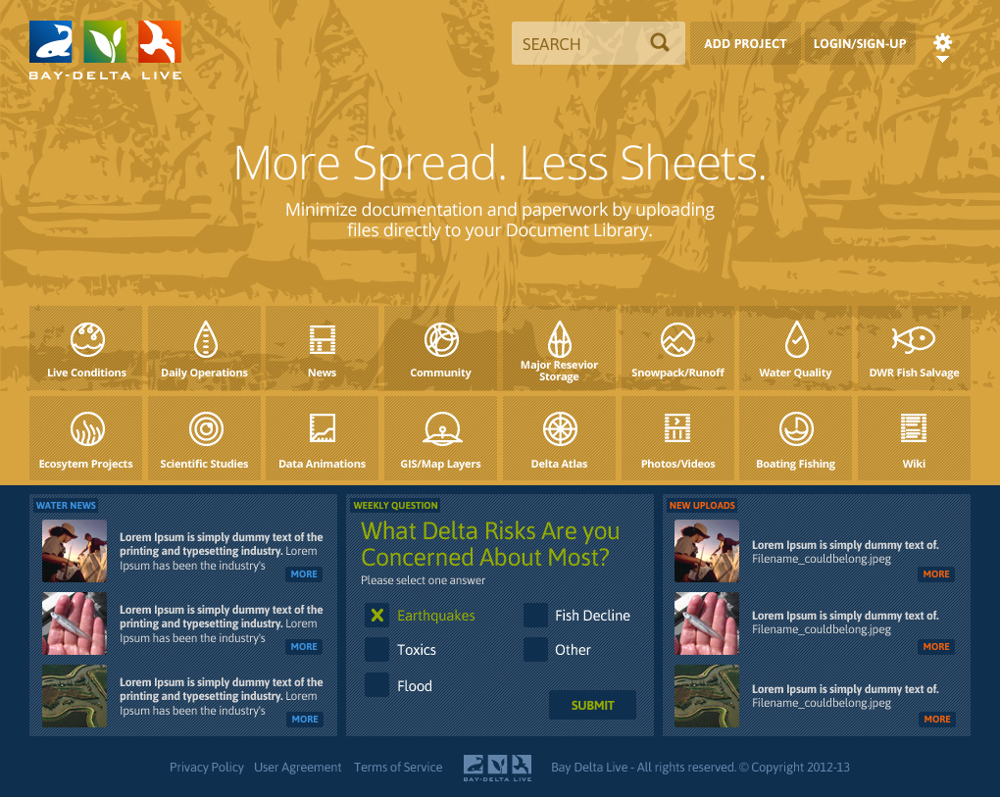 BAY-DELTA LIVE
SEARCH
ADD PROJECT
LOGIN/SIGN-UP
More Spread. Less Sheets.
Minimize documentation and paperwork by uploading
files directly to your Document Library.
Live Conditions
Daily Operations
News
Community
Major Resevior
Storage
Snowpack/Runoff
Water Quality
DWR Fish Salvage
Ecosytem Projects
Scientific Studies
Data Animations
GIS/Map Layers
Delta Atlas
Photos/Videos
Boating Fishing
Wiki
WATER NEWS
Lorem Ipsum is simply dummy text of the
printing and typesetting industry. Lorem
Ipsum has been the industry's
MORE
Lorem Ipsum is simply dummy text of the
printing and typesetting industry. Lorem
Ipsum has been the industry's
MORE
Lorem Ipsum is simply dummy text of the
printing and typesetting industry. Lorem
Ipsum has been the industry's
MORE
WEEKLY QUESTION
What Delta Risks Are you
Concerned About Most?
Please select one answer
Earthquakes
Fish Decline
Toxics
Other
Flood
SUBMIT
NEW UPLOADS
Lorem Ipsum is simply dummy text of.
Filename_couldbelong.jpeg
MORE
Lorem Ipsum is simply dummy text of.
Filename_couldbelong.jpeg
MORE
Lorem Ipsum is simply dummy text of.
Filename_couldbelong.jpeg
MORE
Privacy Policy
User Agreement
Terms of Service
BAY-DELTA LIVE
Bay Delta Live - All rights reserved. © Copyright 2012-13